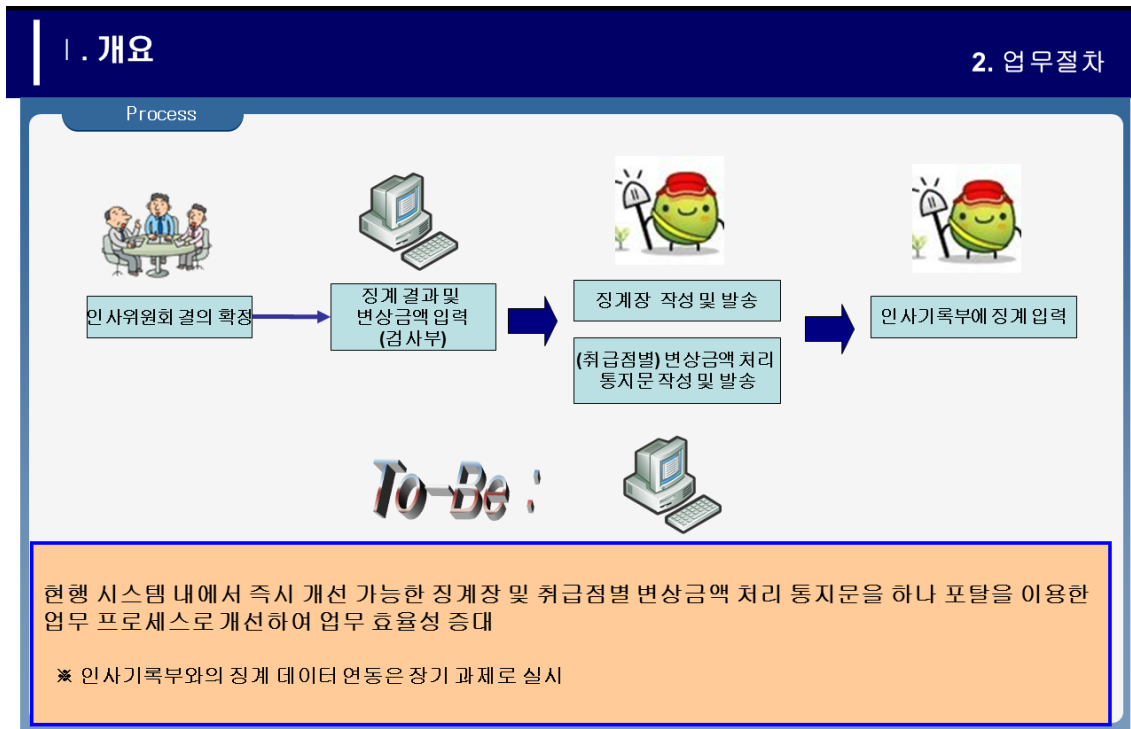 Ⅰ. 개요
2. 업무절차
Process
인사위원회 결의 확정
징계 결과 및
변상금액 입력
(검사부)
징계장 작성 및 발송
(취급점별) 변상금액 처리
통지문 작성 및 발송
인사기록부에 징계 입력
To-Be :
현행 시스템 내에서 즉시 개선 가능한 징계장 및 취급점별 변상금액 처리 통지문을 하나 포탈을 이용한
업무 프로세스로 개선하여 업무 효율성 증대
※ 인사기록부와의 징계 데이터 연동은 장기 과제로 실시